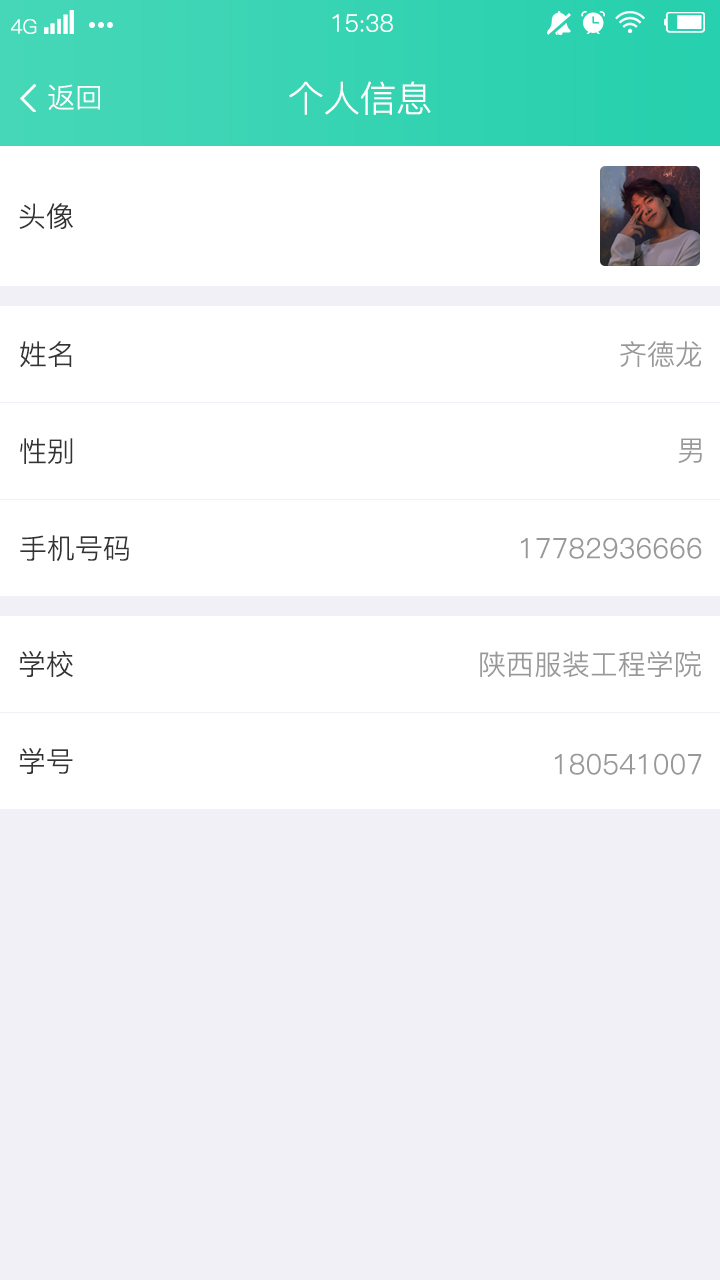 4G 15:38
返回 个人信息
头像
姓名 齐德龙
性别 男
手机号码 17782936666
学校 陕西服装工程学院
学号 180541007